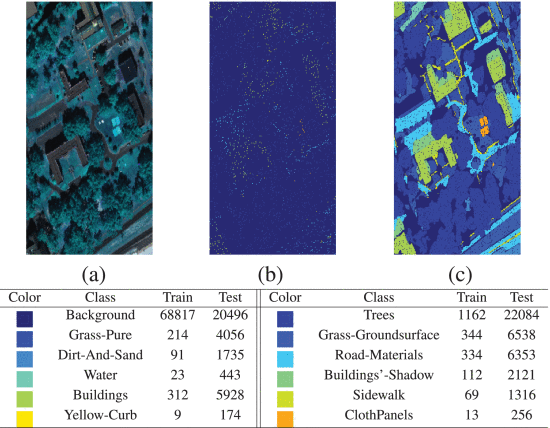 (a) (b) (c)
Color Class Train Test Color Class Train Test
Background 68817 20496 Trees 1162 22084
Grass-Pure 214 4056 Grass-Groundsurface 344 6538
Dirt-And-Sand 91 1735 Road-Materials 334 6353
Water 23 443 Buildings'-Shadow 112 2121
Buildings 312 5928 Sidewalk 69 1316
Yellow-Curb 9 174 ClothPanels 13 256